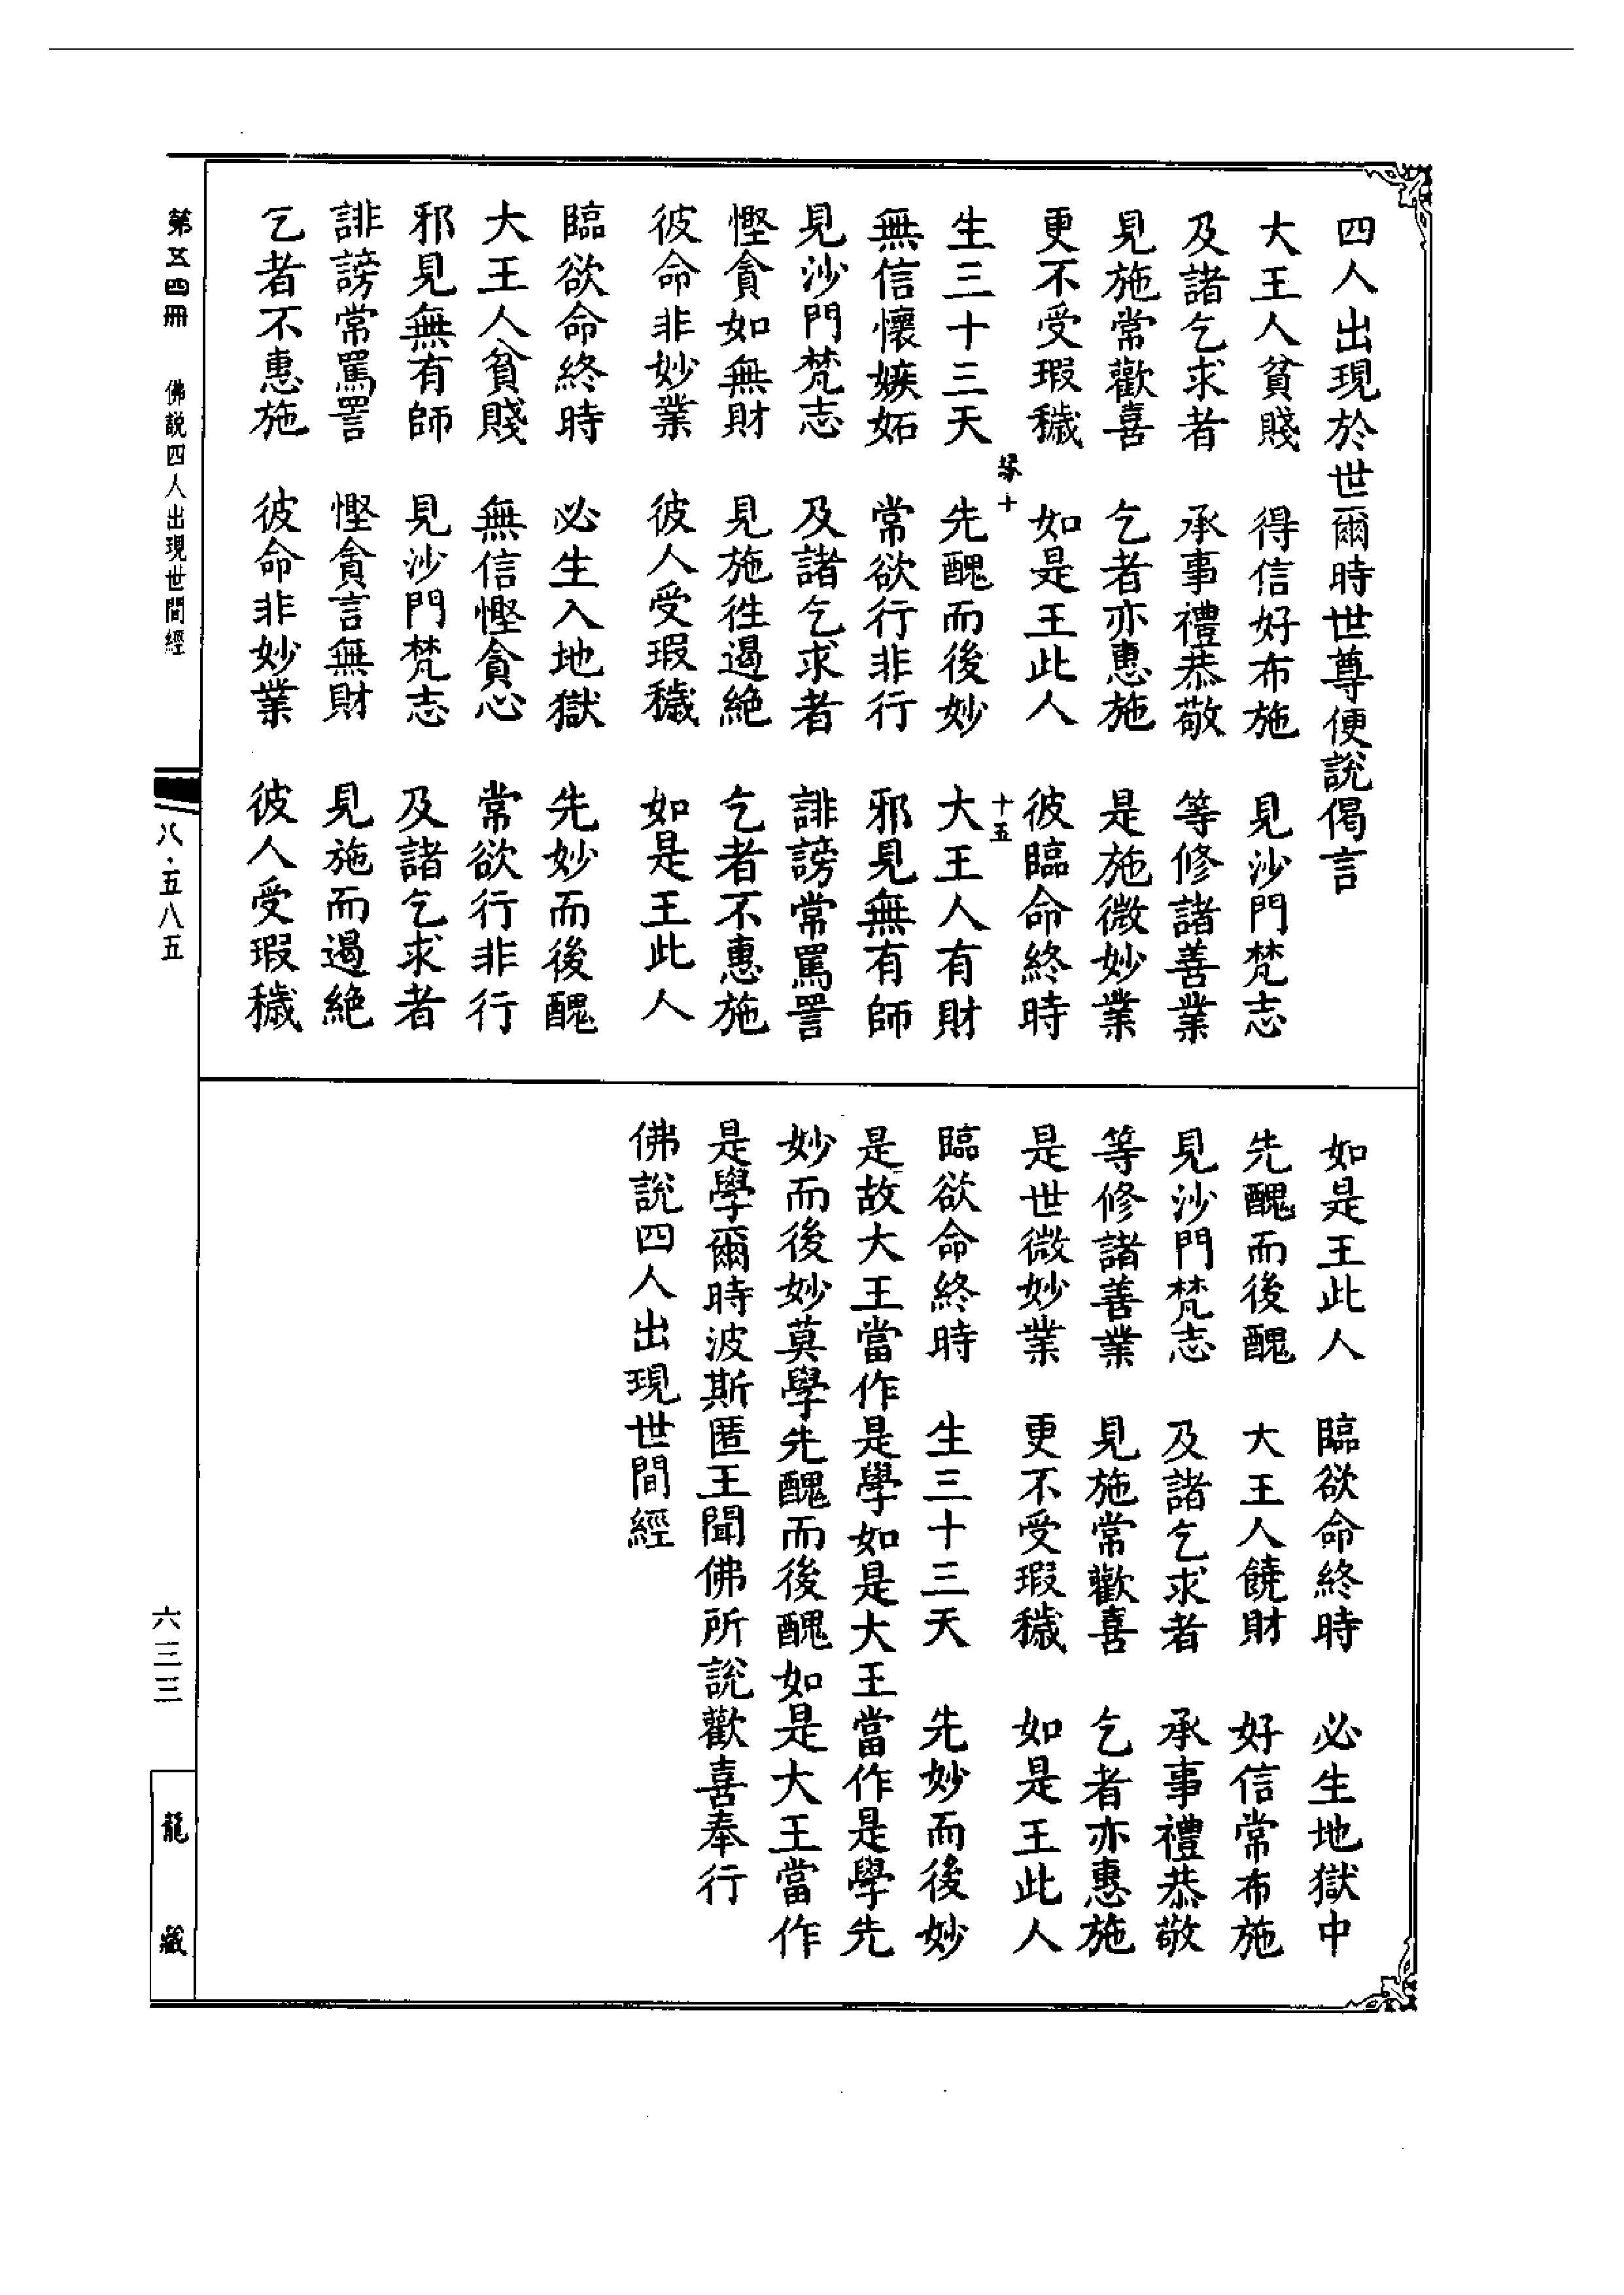 四人出現於世爾時世尊便說偈言
大王人貧賤　得信好布施　見沙門梵志
及諸乞求者　承事禮恭敬　等修諸善業
見施常歡喜　乞者亦惠施　是施微妙業
更不受瑕穢　如是王此人　彼臨命終時
十　十五
生三十三天　先醜而後妙　大王人有財
無信懷嫉妬　常欲行非行　邪見無有師
見沙門梵志　及諸乞求者　誹謗常罵詈
慳貪如無財　見施徃遏絶　乞者不惠施
彼命非妙業　彼人受瑕穢　如是王此人
臨欲命終時　必生入地獄　先妙而後醜
大王人貧賤　無信慳貪心　常欲行非行
邪見無有師　見沙門梵志　及諸乞求者
誹謗常罵詈　慳貪言無財　見施而遏絶
乞者不惠施　彼命非妙業　彼人受瑕穢
如是王此人　臨欲命終時　必生地獄中
先醜而後醜　大王人饒財　好信常布施
見沙門梵志　及諸乞求者　承事禮恭敬
等修諸善業　見施常歡喜　乞者亦惠施
是世微妙業　更不受瑕穢　如是王此人
臨欲命終時　生三十三天　先妙而後妙
是故大王當作是學如是大王當作是學先
妙而後妙莫學先醜而後醜如是大王當作
是學爾時波斯匿王聞佛所說歡喜奉行
佛說四人出現世間經
第五四冊　佛說四人出現世間經
八·五八五
六三三
龍藏